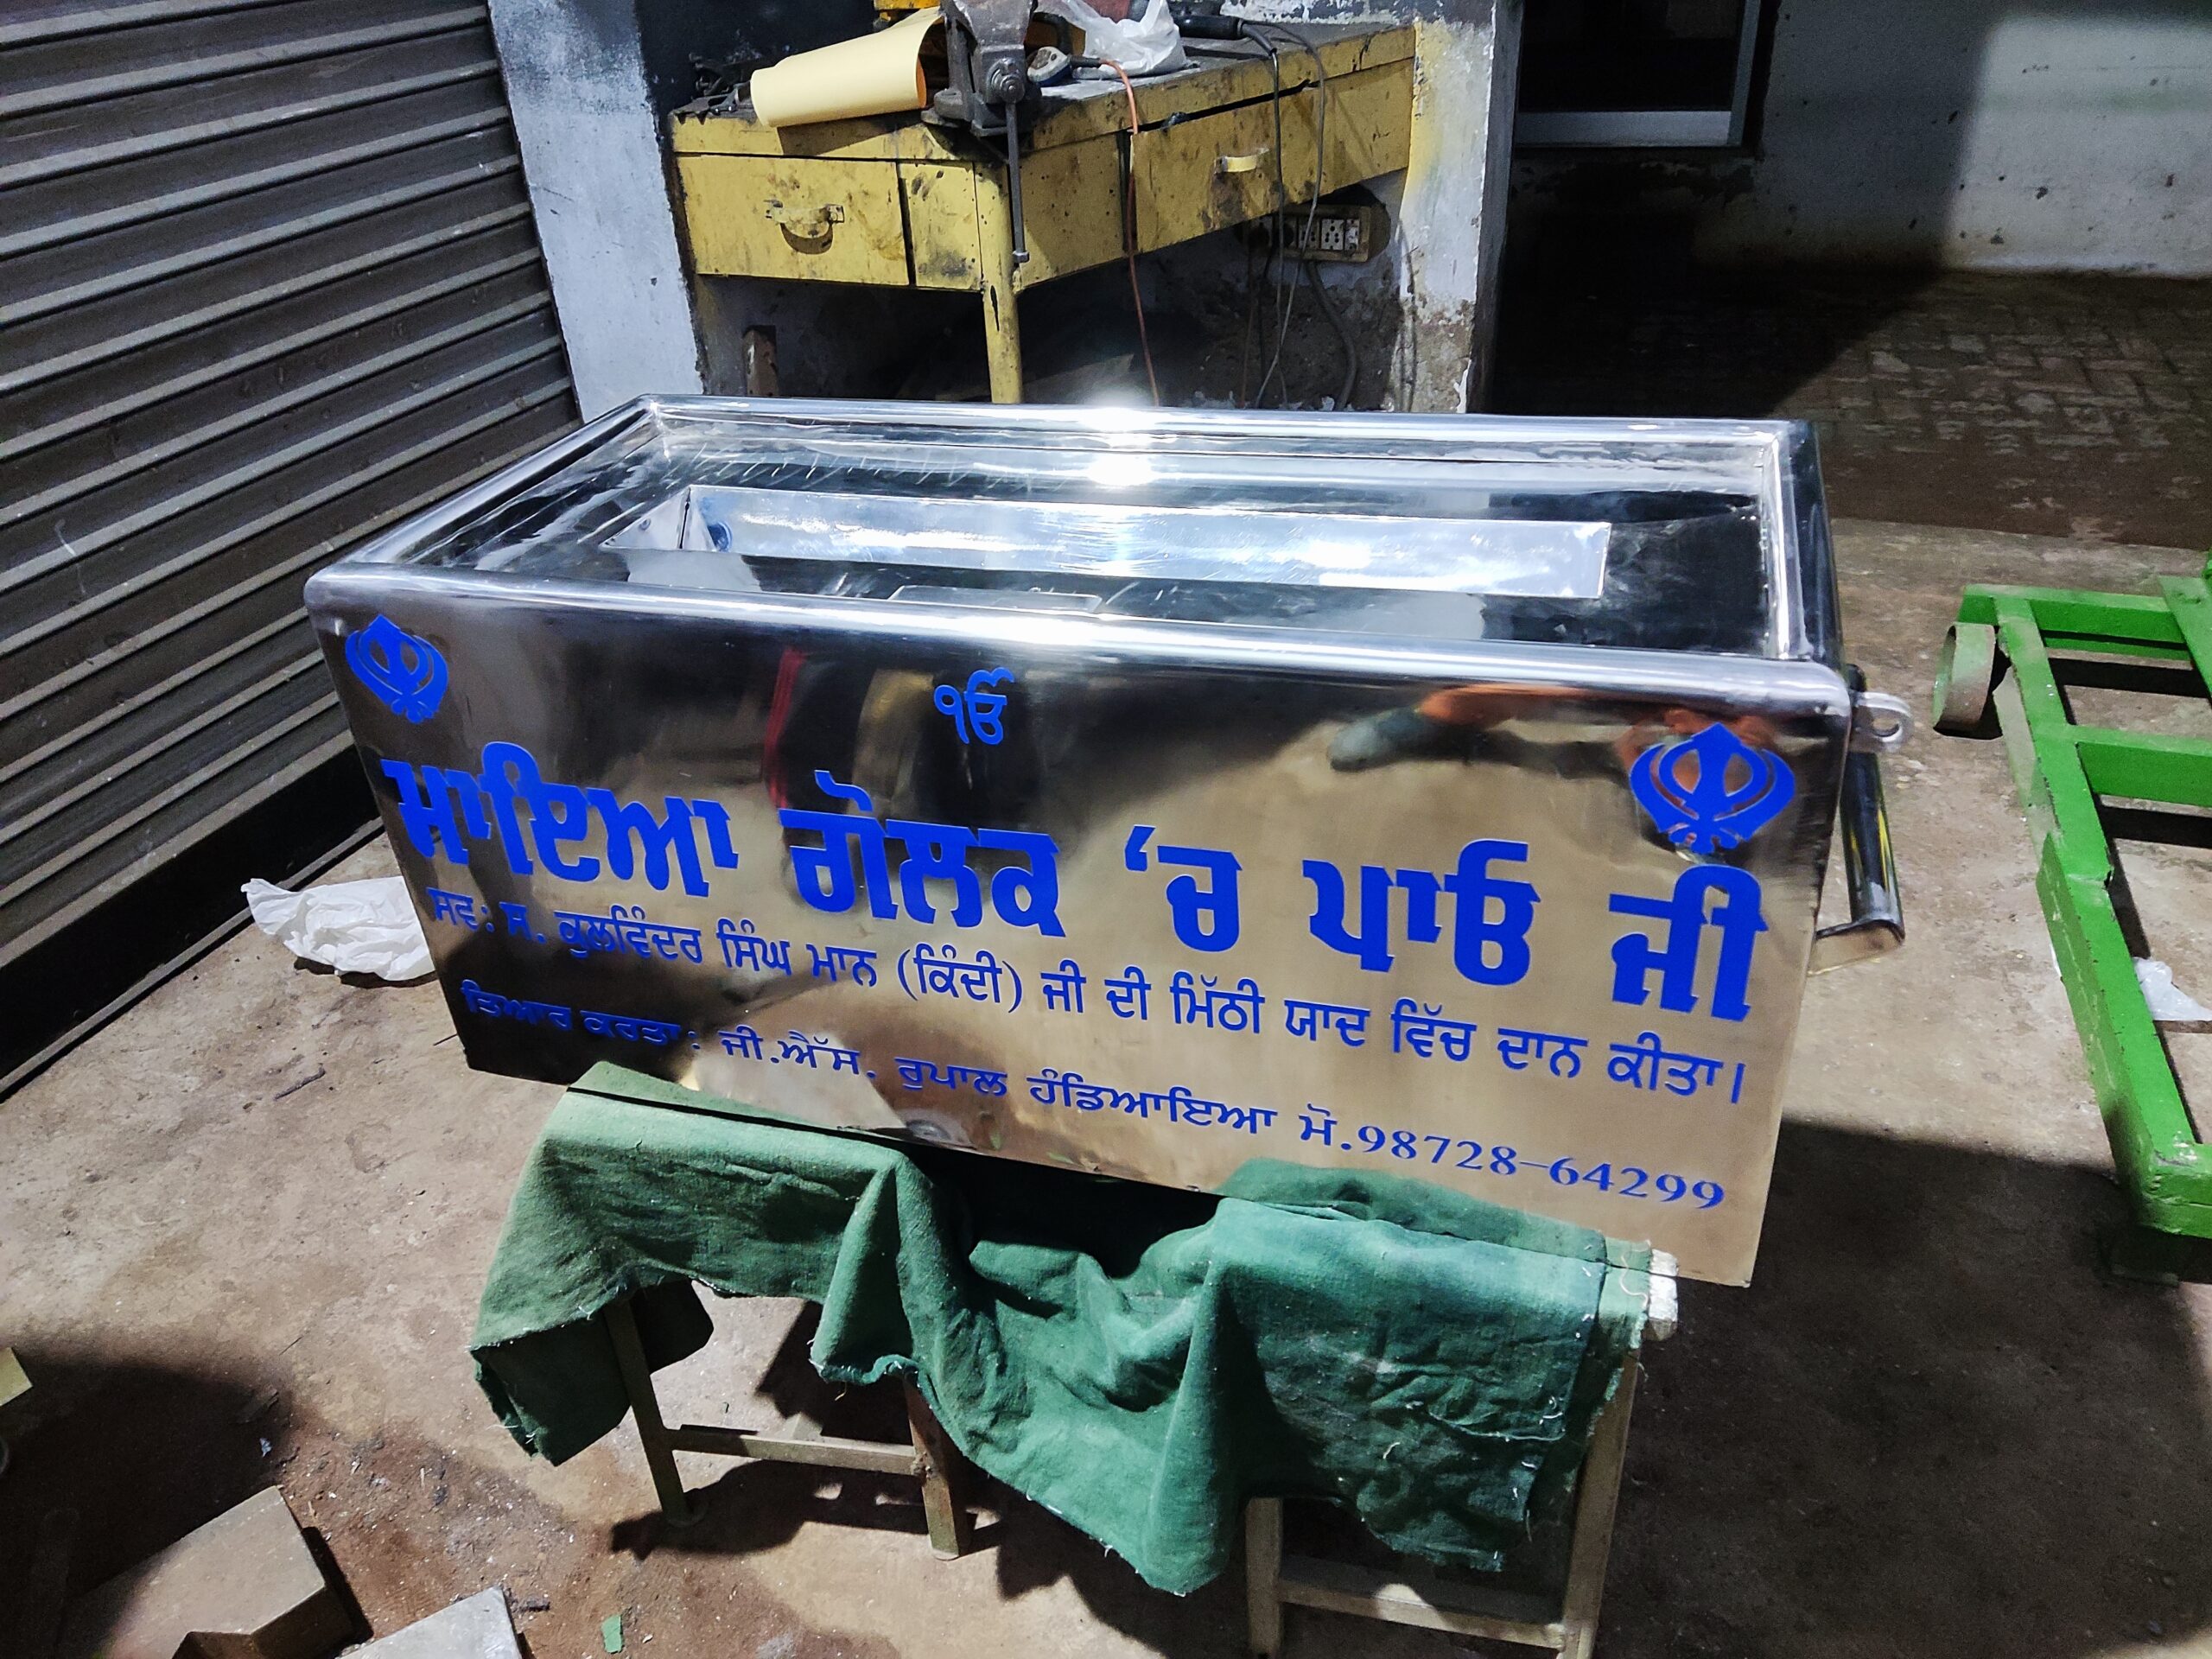 ੴ
ਮਾਇਆ ਗੋਲਕ 'ਚ ਪਾਓ ਜੀ
ਸਵ: ਸ. ਕੁਲਵਿੰਦਰ ਸਿੰਘ ਮਾਨ (ਕਿੰਦੀ) ਜੀ ਦੀ ਮਿੱਠੀ ਯਾਦ ਵਿੱਚ ਦਾਨ ਕੀਤਾ।
ਤਿਆਰ ਕਰਤਾ: ਜੀ.ਐੱਸ. ਰੁਪਾਲ ਹੰਡਿਆਇਆ ਮੋ.98728-64299